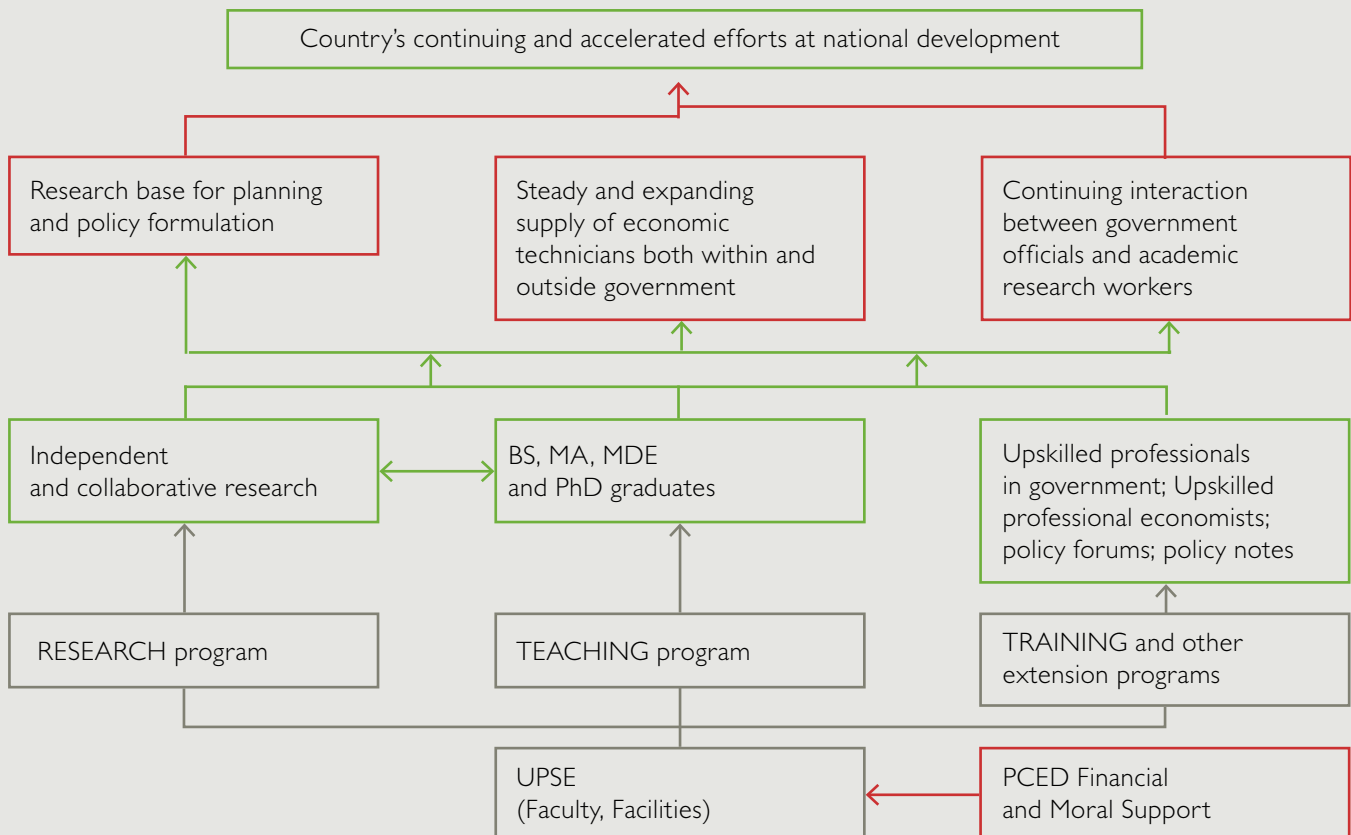 Country's continuing and accelerated efforts at national development
Research base for planning
and policy formulation
Steady and expanding
supply of economic
technicians both within and
outside government
Continuing interaction
between government
officials and academic
research workers
Independent
and collaborative research
BS, MA, MDE
and PhD graduates
Upskilled professionals
in government; Upskilled
professional economists;
policy forums; policy notes
RESEARCH program
TEACHING program
TRAINING and other
extension programs
UPSE
(Faculty, Facilities)
PCED Financial
and Moral Support